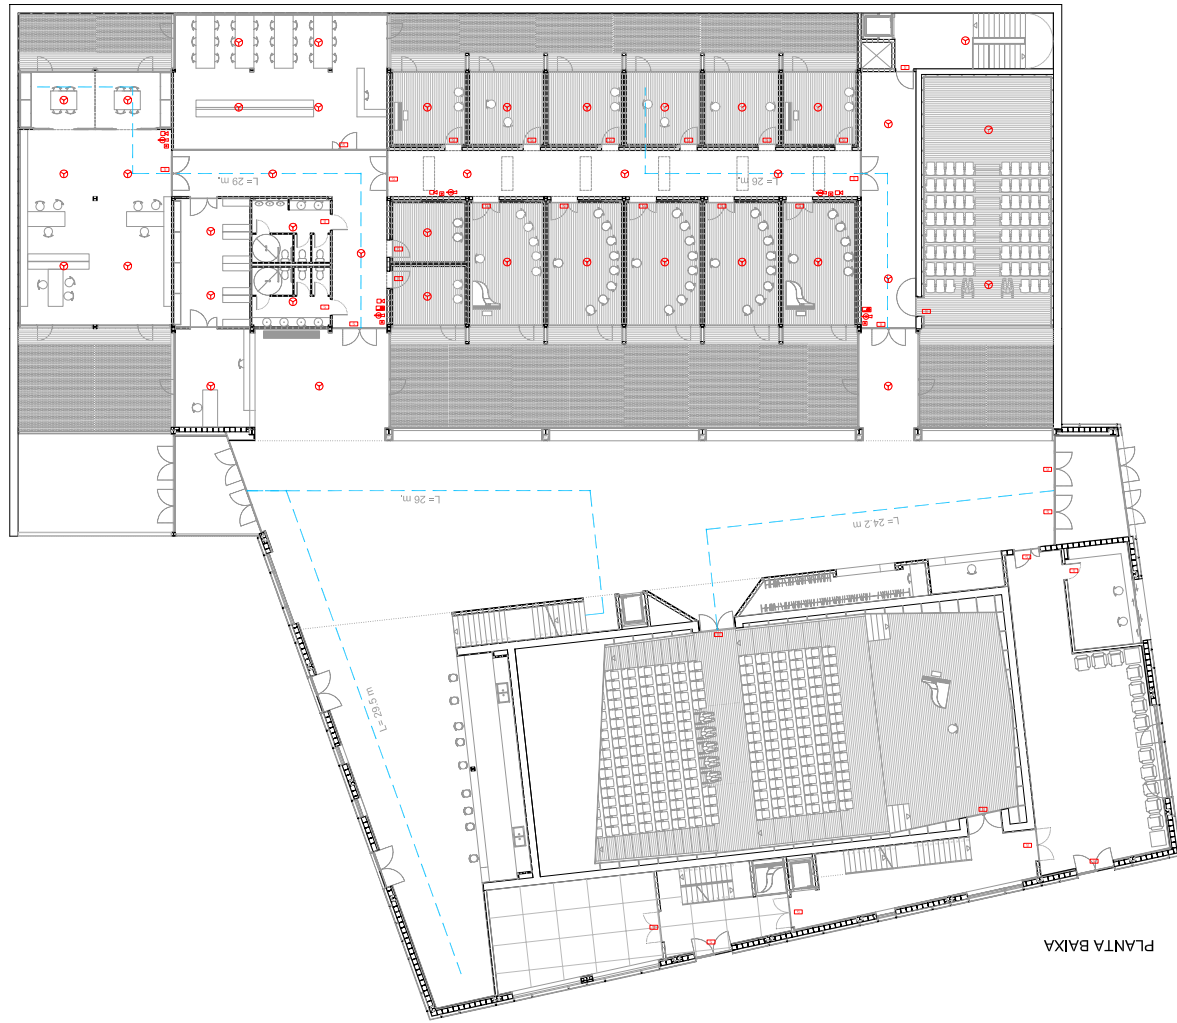 L= 29 m.
L= 26 m.
L= 26 m.
L= 24.2 m
L= 29.5 m
PLANTA BAIXA